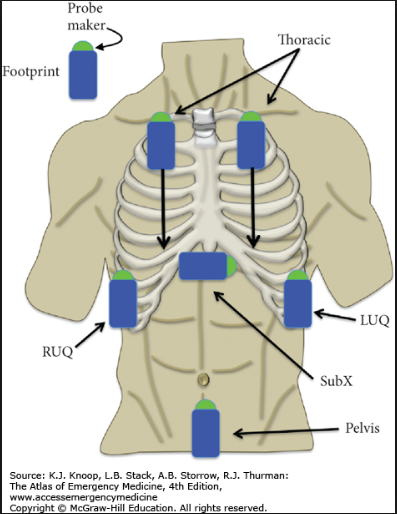 Probe
maker
Footprint
Thoracic
RUQ
LUQ
SubX
Pelvis
Source: K.J. Knoop, L.B. Stack, A.B. Storrow, R.J. Thurman:
The Atlas of Emergency Medicine, 4th Edition,
www.accessemergencymedicine
Copyright © McGraw-Hill Education. All rights reserved.